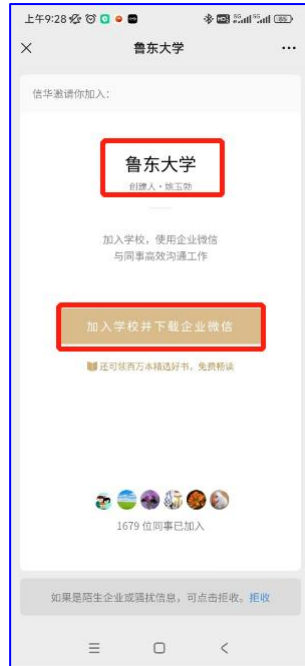 上午9:28
鲁东大学
信华邀请你加入：
鲁东大学
创建人·姚玉勃
加入学校，使用企业微信
与同事高效沟通工作
加入学校并下载企业微信
还可领百万本精选好书，免费畅读
1679 位同事已加入
如果是陌生企业或骚扰信息，可点击拒收。拒收